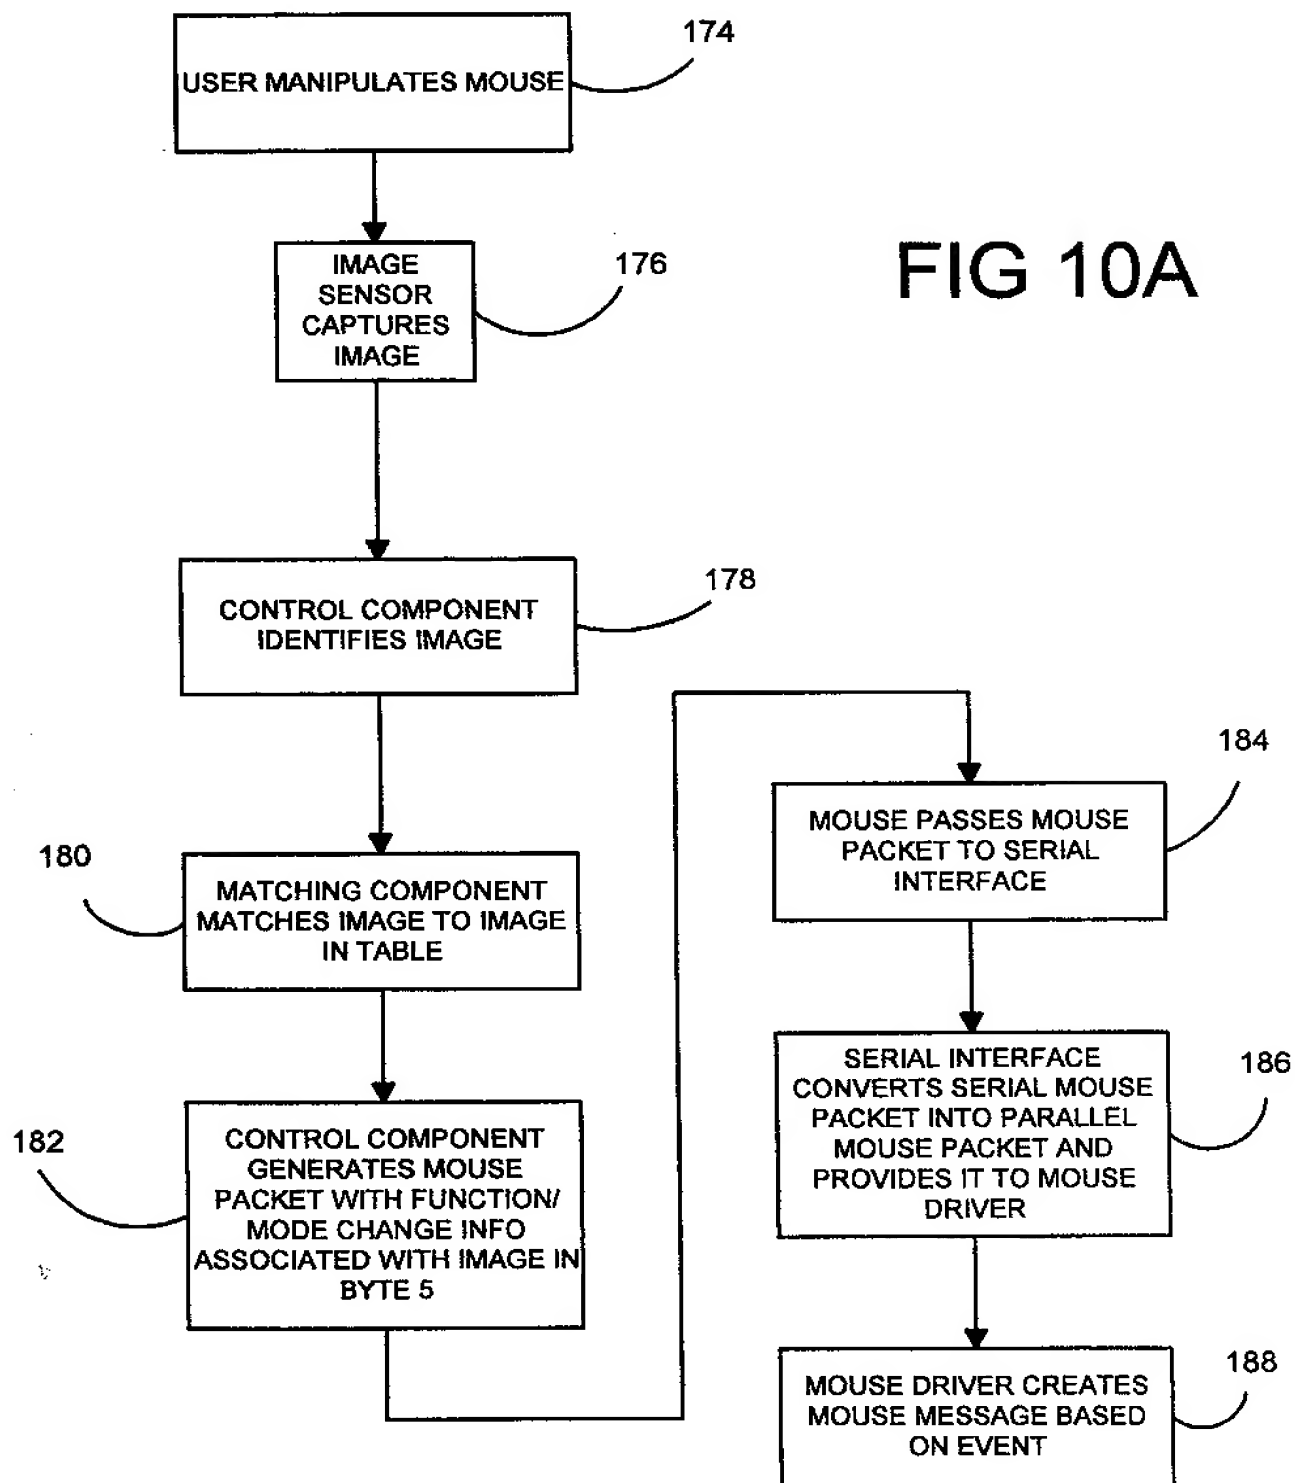 174
USER MANIPULATES MOUSE
176
IMAGE
SENSOR
CAPTURES
IMAGE
FIG 10A
178
CONTROL COMPONENT
IDENTIFIES IMAGE
180
MATCHING COMPONENT
MATCHES IMAGE TO IMAGE
IN TABLE
182
CONTROL COMPONENT
GENERATES MOUSE
PACKET WITH FUNCTION/
MODE CHANGE INFO
ASSOCIATED WITH IMAGE IN
BYTE 5
184
MOUSE PASSES MOUSE
PACKET TO SERIAL
INTERFACE
186
SERIAL INTERFACE
CONVERTS SERIAL MOUSE
PACKET INTO PARALLEL
MOUSE PACKET AND
PROVIDES IT TO MOUSE
DRIVER
188
MOUSE DRIVER CREATES
MOUSE MESSAGE BASED
ON EVENT